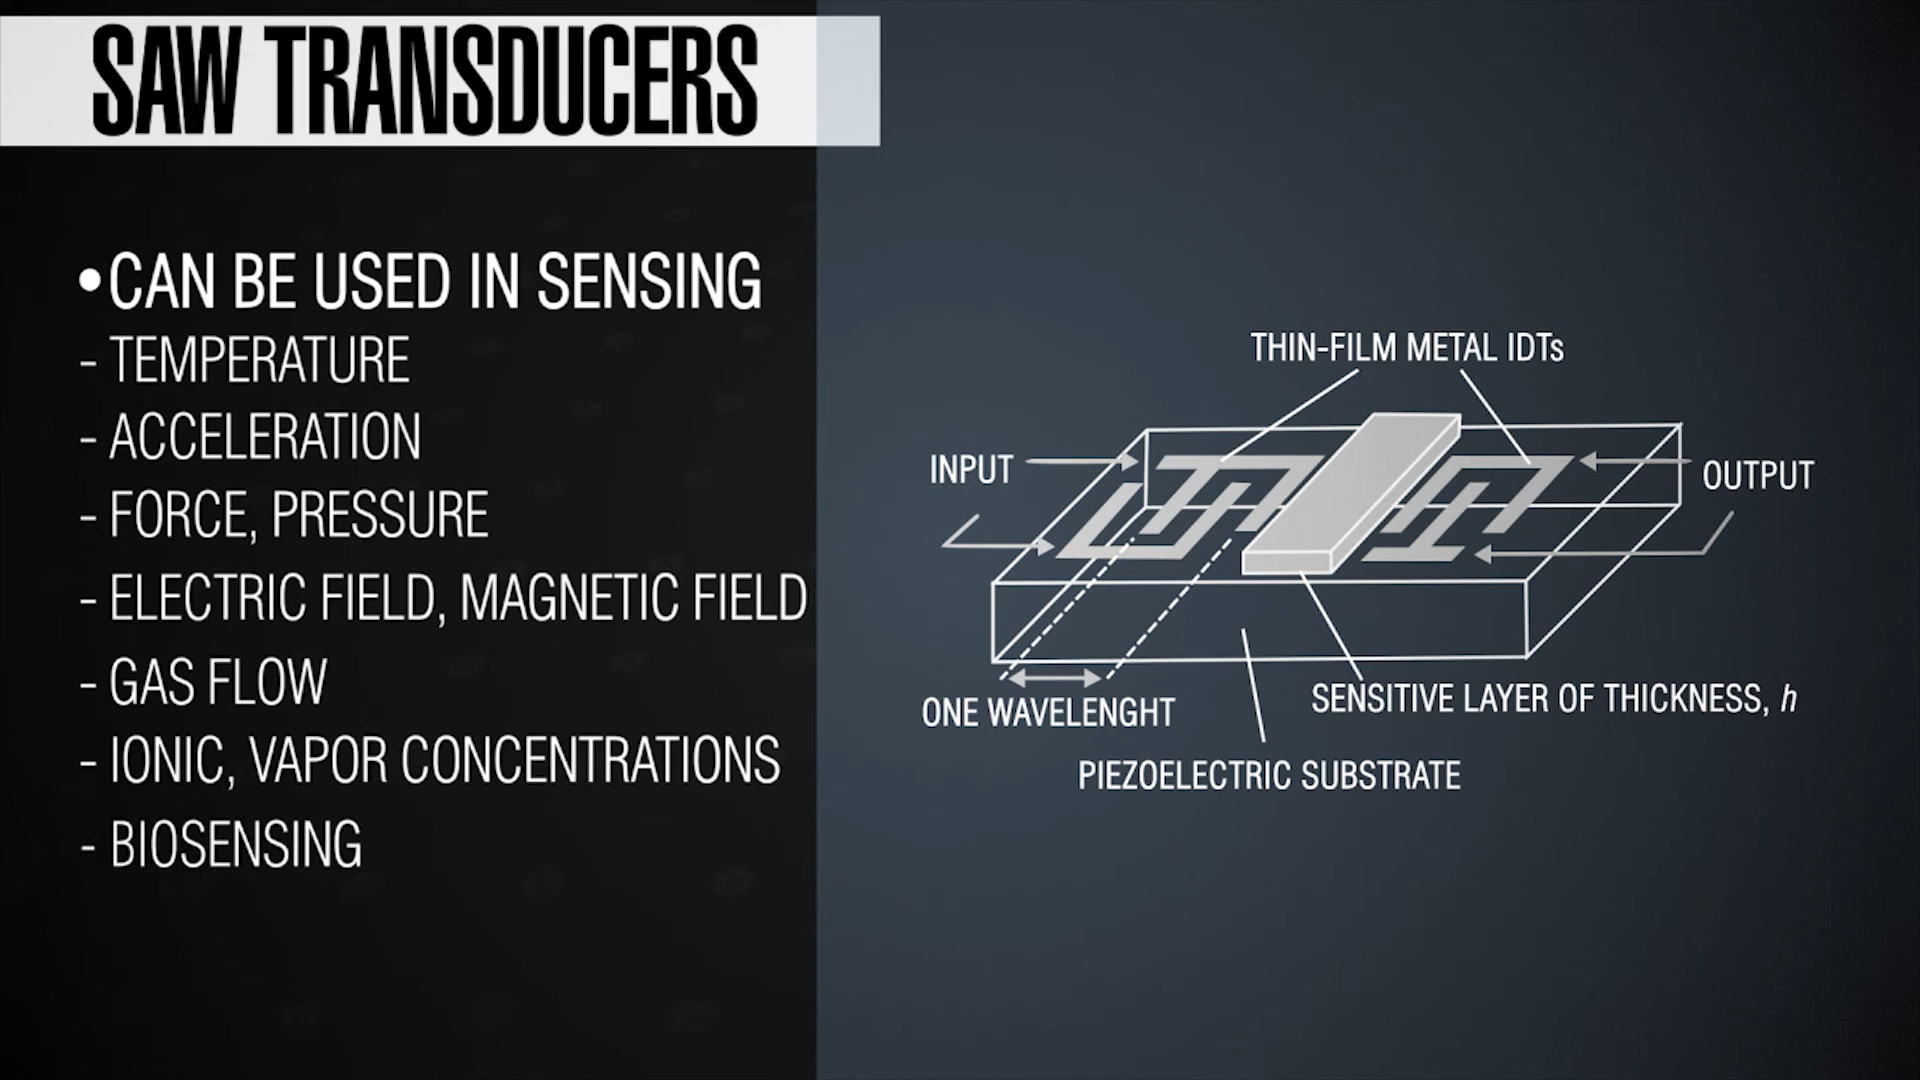 SAW TRANSDUCERS
•CAN BE USED IN SENSING
- TEMPERATURE
- ACCELERATION
- FORCE, PRESSURE
- ELECTRIC FIELD, MAGNETIC FIELD
- GAS FLOW
- IONIC, VAPOR CONCENTRATIONS
- BIOSENSING
THIN-FILM METAL IDTs
INPUT
OUTPUT
ONE WAVELENGHT
SENSITIVE LAYER OF THICKNESS, h
PIEZOELECTRIC SUBSTRATE